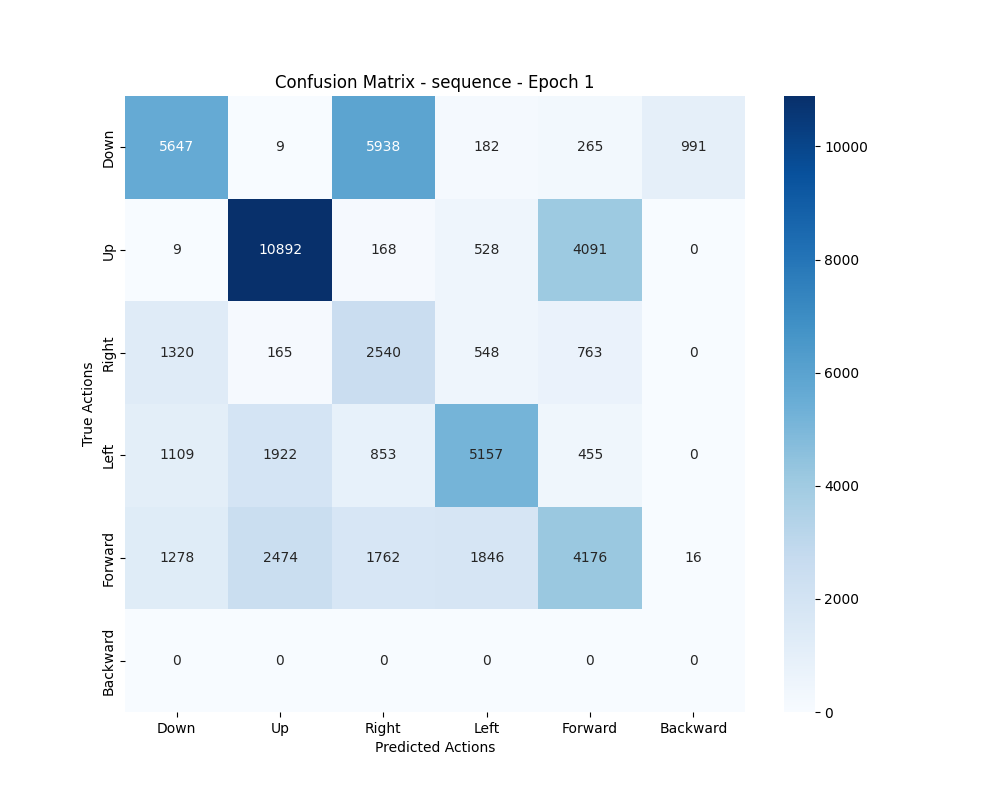 Confusion Matrix - sequence - Epoch 1
True Actions
Down 5647 9 5938 182 265 991
Up 9 10892 168 528 4091 0
Right 1320 165 2540 548 763 0
Left 1109 1922 853 5157 455 0
Forward 1278 2474 1762 1846 4176 16
Backward 0 0 0 0 0 0
Down Up Right Left Forward Backward
Predicted Actions
10000
8000
6000
4000
2000
0